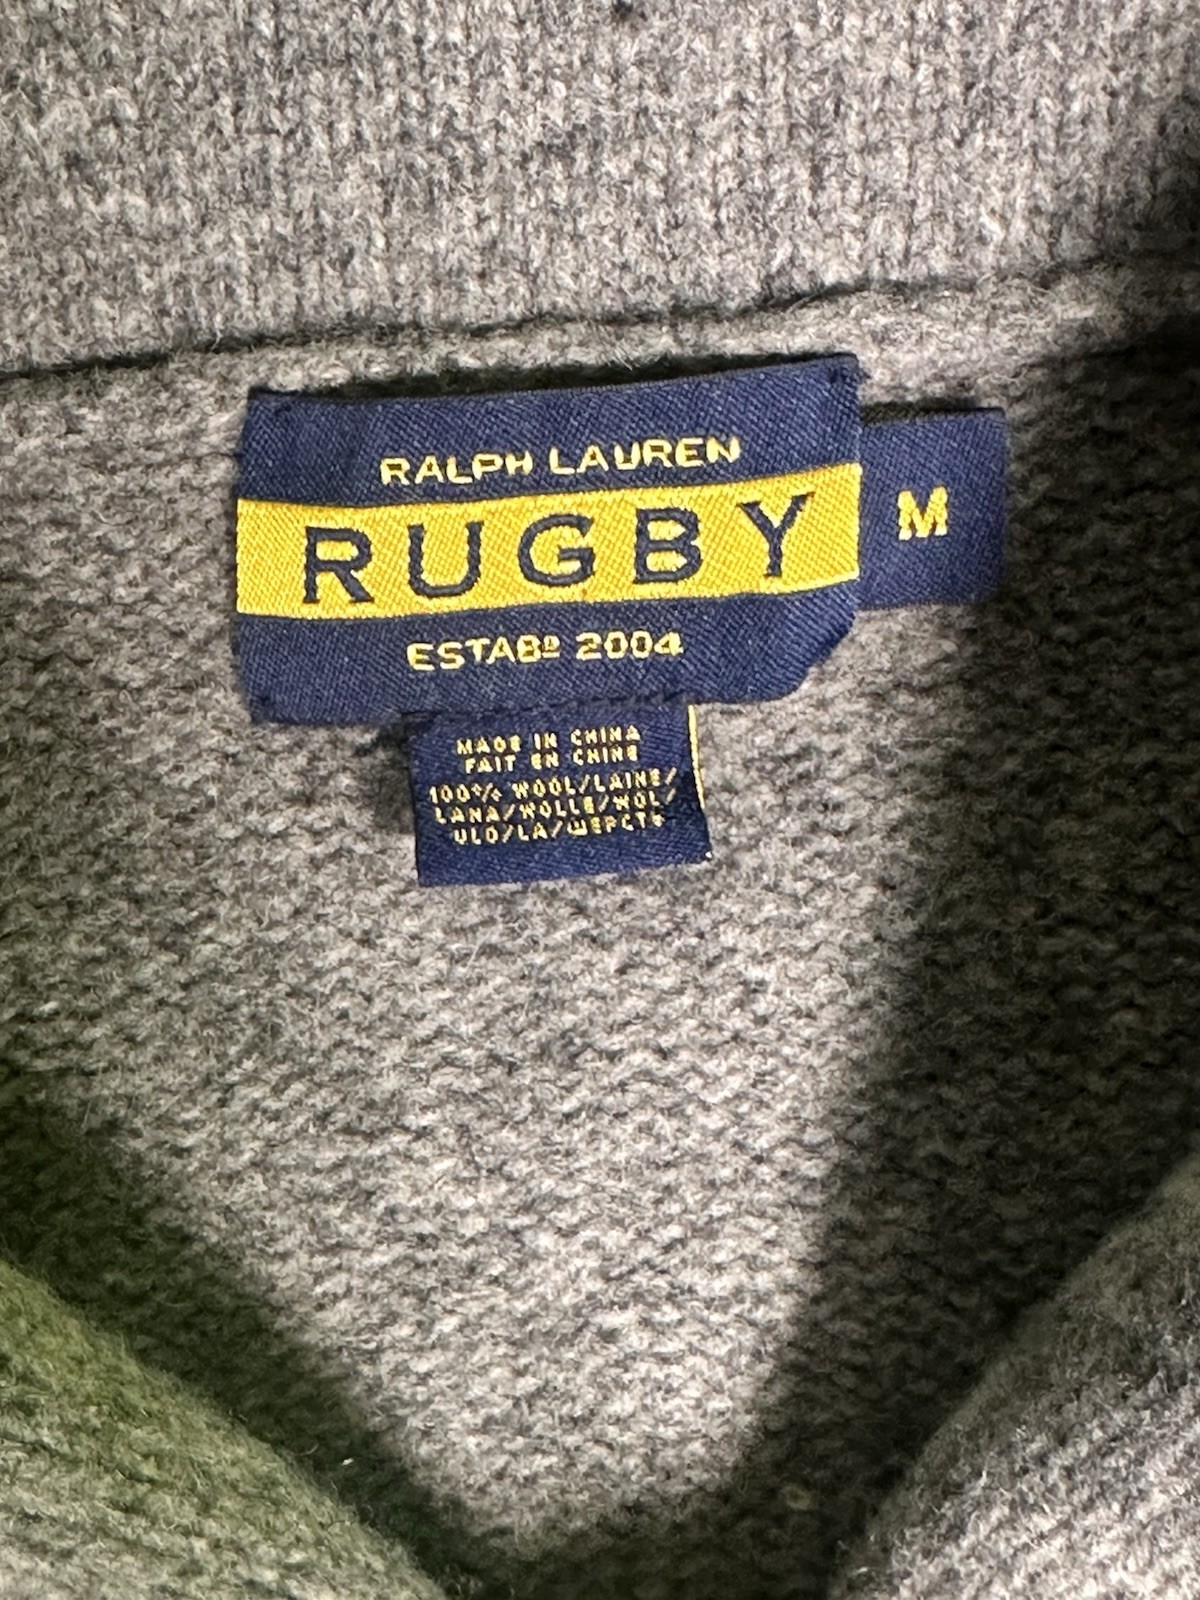 RALPH LAUREN
RUGBY
M
ESTABD 2004
MADE IN CHINA
FAIT EN CHINE
100% WOOL/LAINE/
LANA/WOLLE/WOL/
ULD/LA/ШЕРСТЬ